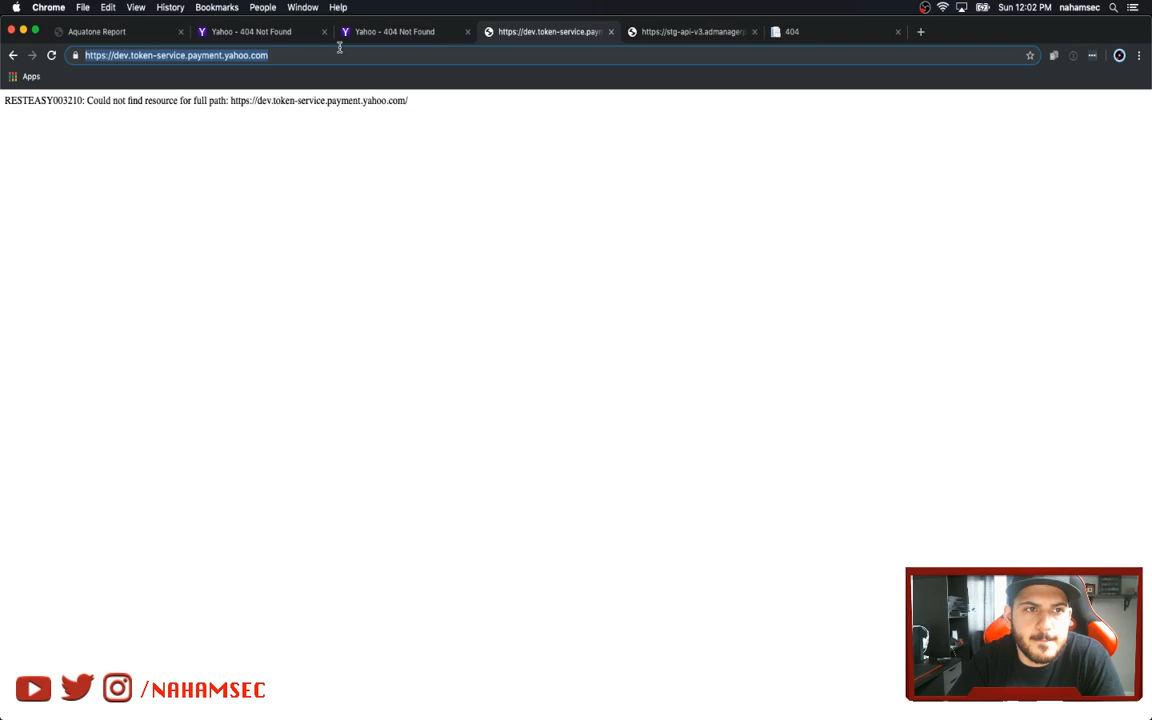 Chrome File Edit View History Bookmarks People Window Help Sun 12:02 PM nahamsec
Aquatone Report Yahoo - 404 Not Found Yahoo - 404 Not Found https://dev.token-service.paym https://stg-api-v3.admanager 404
https://dev.token-service.payment.yahoo.com
Apps
RESTEASY003210: Could not find resource for full path: https://dev.token-service.payment.yahoo.com/
/NAHAMSEC